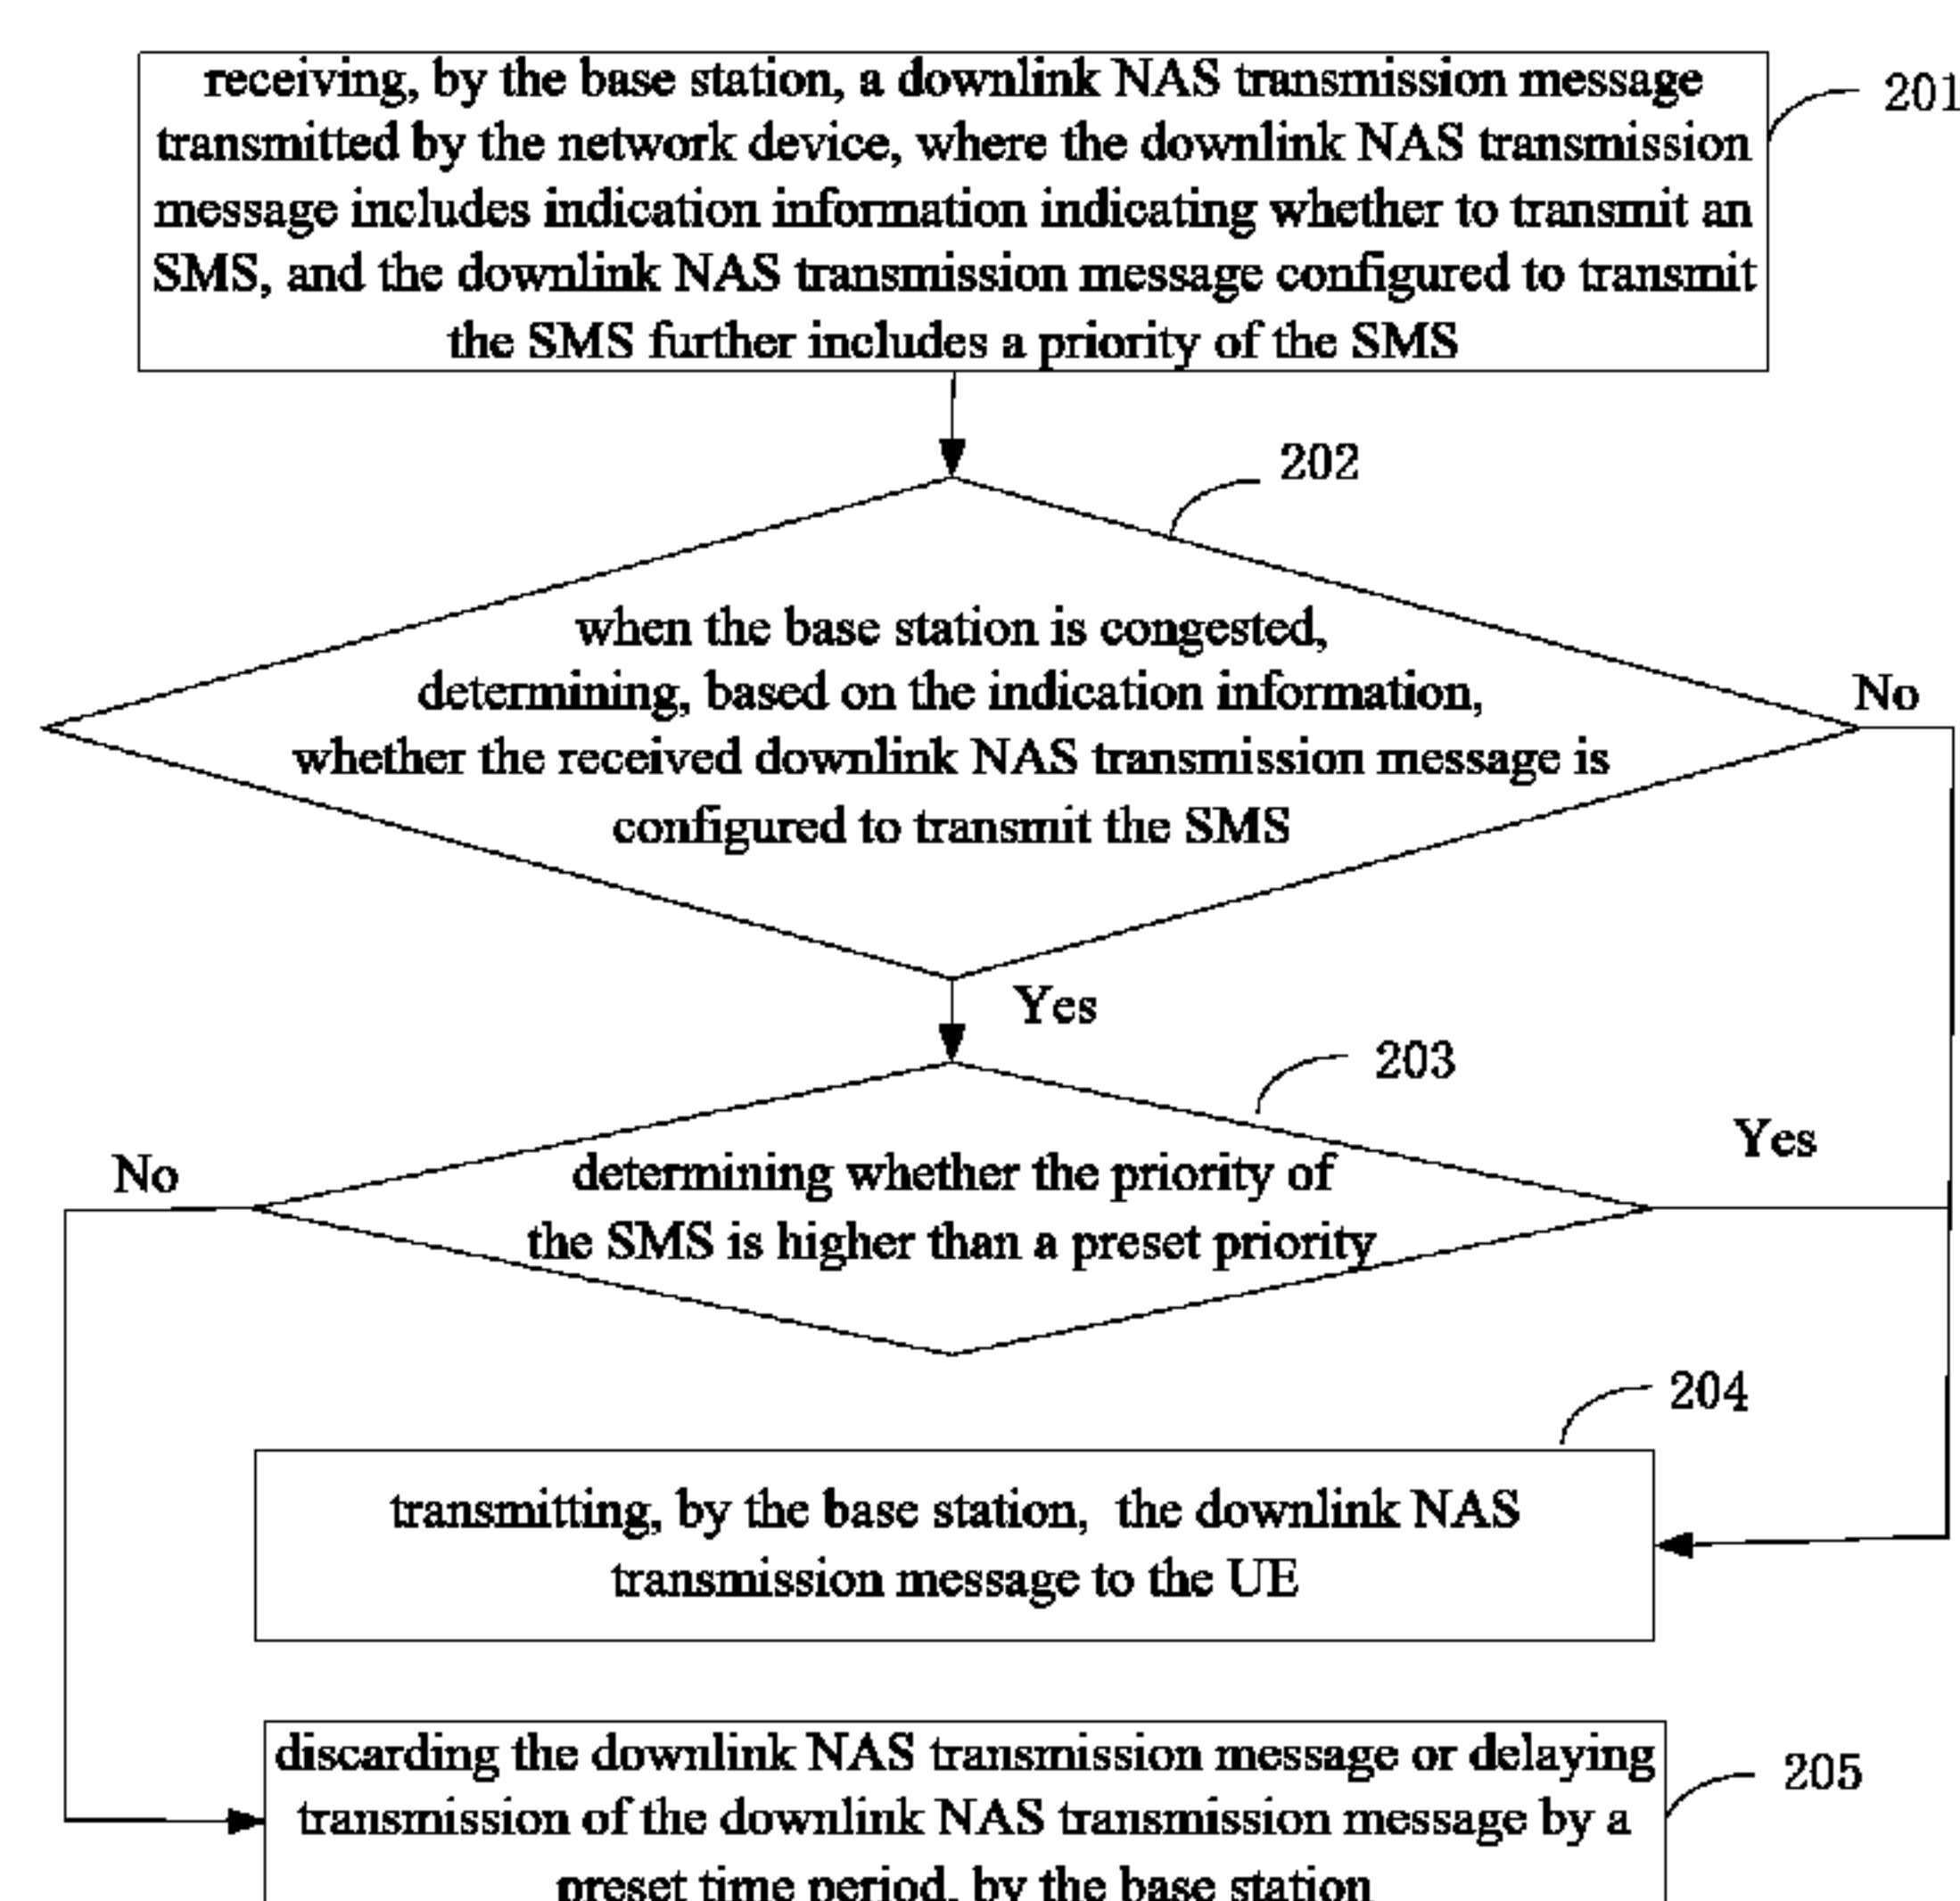 receiving, by the base station, a downlink NAS transmission message
transmitted by the network device, where the downlink NAS transmission
message includes indication information indicating whether to transmit an
SMS, and the downlink NAS transmission message configured to transmit
the SMS further includes a priority of the SMS
201
202
when the base station is congested,
determining, based on the indication information,
whether the received downlink NAS transmission message is
configured to transmit the SMS
No
Yes
203
No
Yes
determining whether the priority of
the SMS is higher than a preset priority
204
transmitting, by the base station, the downlink NAS
transmission message to the UE
discarding the downlink NAS transmission message or delaying
transmission of the downlink NAS transmission message by a
preset time period, by the base station
205